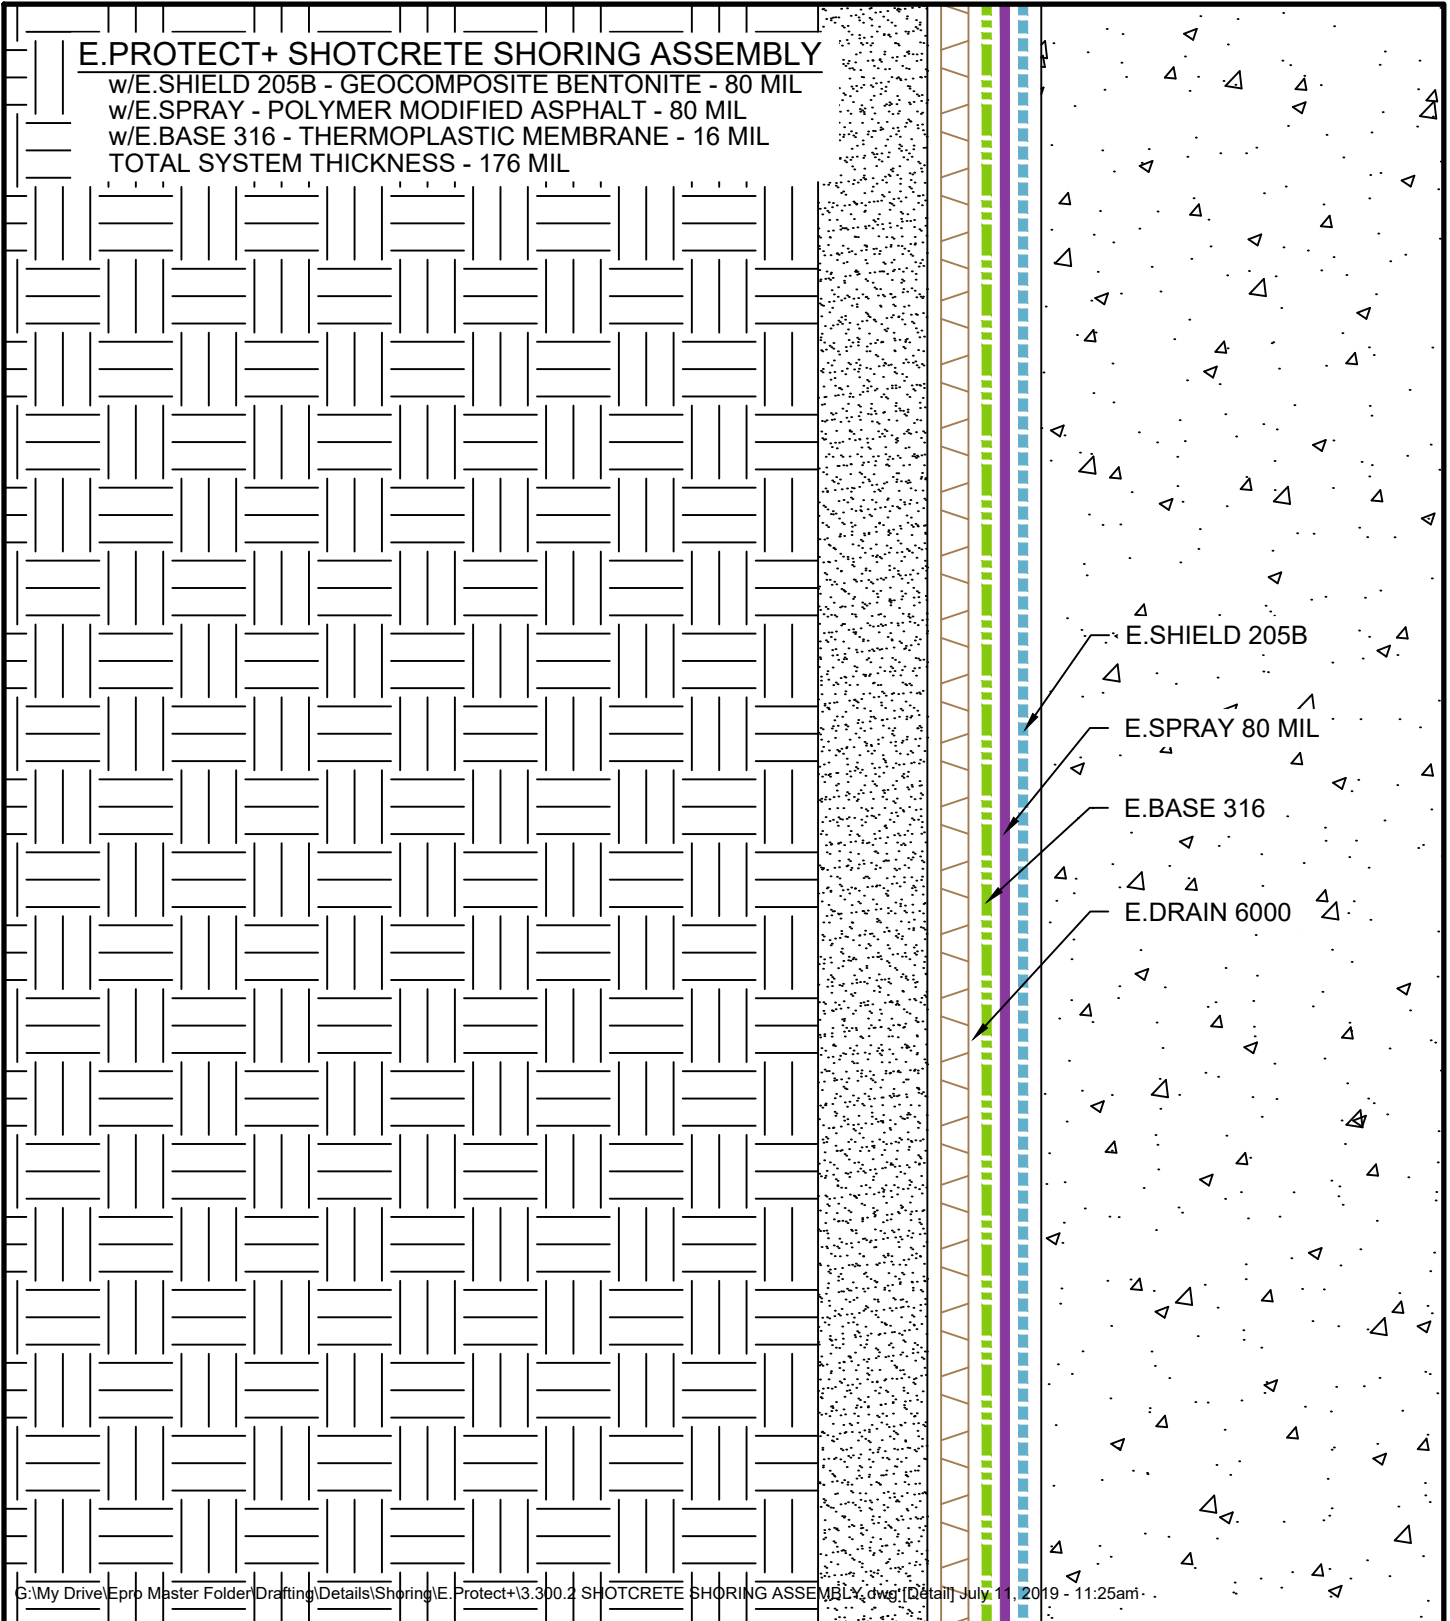 E.PROTECT+ SHOTCRETE SHORING ASSEMBLY
w/E.SHIELD 205B - GEOCOMPOSITE BENTONITE - 80 MIL
w/E.SPRAY - POLYMER MODIFIED ASPHALT - 80 MIL
w/E.BASE 316 - THERMOPLASTIC MEMBRANE - 16 MIL
TOTAL SYSTEM THICKNESS - 176 MIL
E.SHIELD 205B
E.SPRAY 80 MIL
E.BASE 316
E.DRAIN 6000
G:\My Drive\Epro Master Folder\Drafting\Details\Shoring\E.Protect+\3.300.2 SHOTCRETE SHORING ASSEMBLY.dwg [Detail] July 11, 2019 - 11:25am